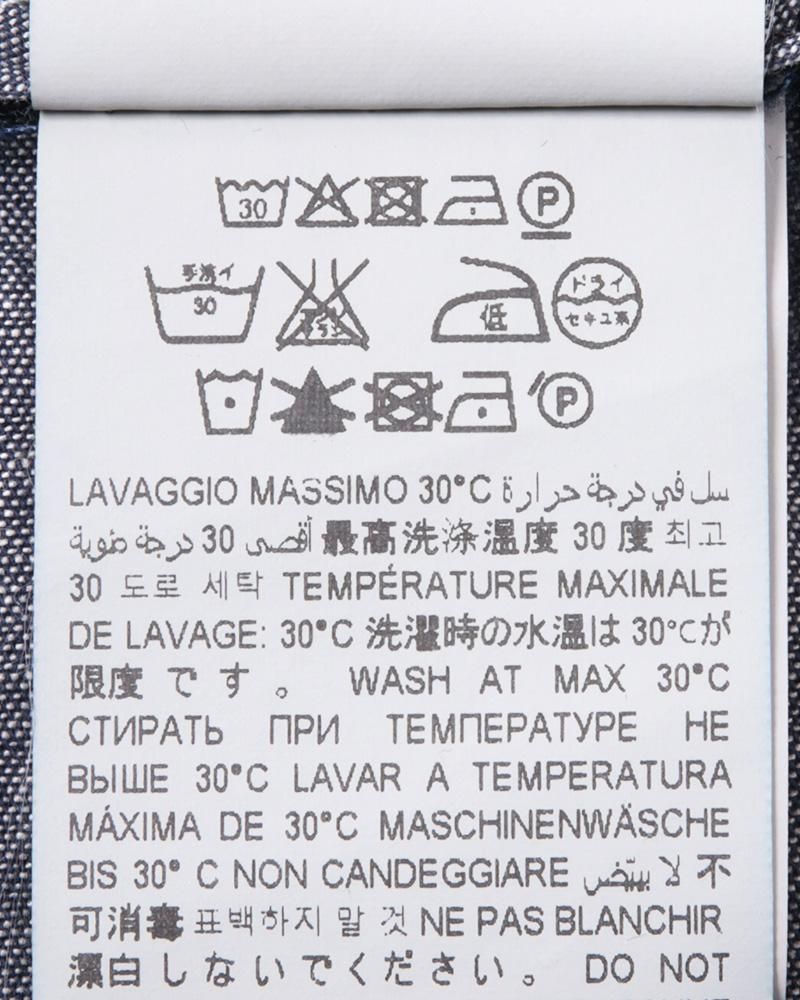 30 P
手洗イ
30 低 ドライ
セキユ系
P
LAVAGGIO MASSIMO 30°C سل في درجة حرارة
أقصى 30 درجة مئوية 最高洗涤溫度 30 度 최고
30 도로 세탁 TEMPÉRATURE MAXIMALE
DE LAVAGE: 30°C 洗濯時の水温は 30℃が
限度です。 WASH AT MAX 30°C
СТИРАТЬ ПРИ ТЕМПЕРАТУРЕ НЕ
ВЫШЕ 30°C LAVAR A TEMPERATURA
MÁXIMA DE 30°C MASCHINENWÄSCHE
BIS 30° C NON CANDEGGIARE لا يبيّض 不
可消毒 표백하지 말 것 NE PAS BLANCHIR
漂白しないでください。 DO NOT